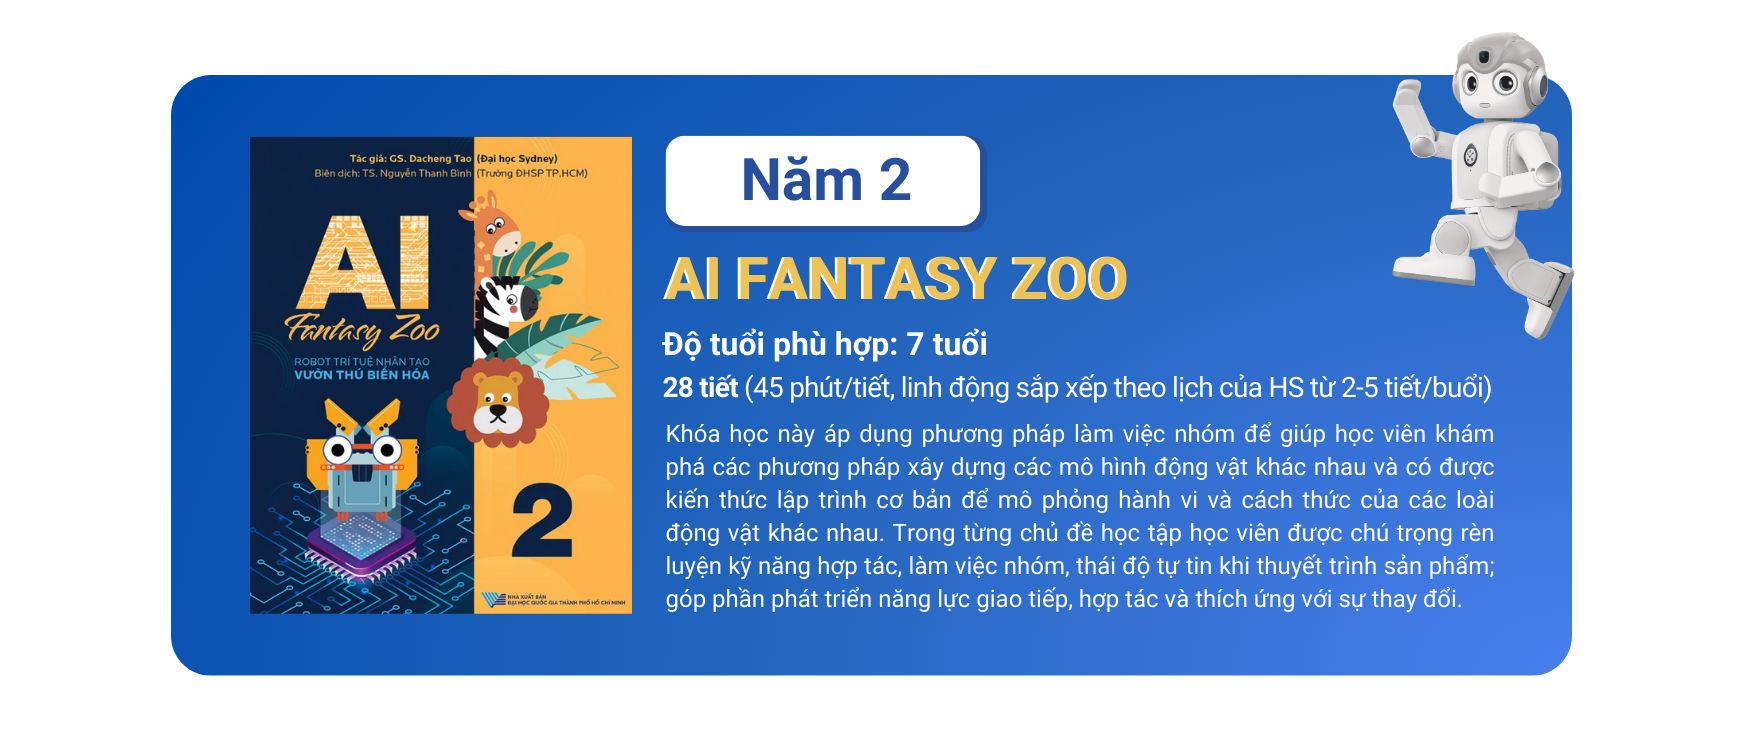 Tác giả: GS. Dacheng Tao (Đại học Sydney)
Biên dịch: TS. Nguyễn Thanh Bình (Trường ĐHSP TP.HCM)
AI
Fantasy Zoo
ROBOT TRÍ TUỆ NHÂN TẠO
VƯỜN THÚ BIẾN HÓA
2
NHÀ XUẤT BẢN
ĐẠI HỌC QUỐC GIA THÀNH PHỐ HỒ CHÍ MINH
Năm 2
AI FANTASY ZOO
Độ tuổi phù hợp: 7 tuổi
28 tiết (45 phút/tiết, linh động sắp xếp theo lịch của HS từ 2-5 tiết/buổi)
Khóa học này áp dụng phương pháp làm việc nhóm để giúp học viên khám
phá các phương pháp xây dựng các mô hình động vật khác nhau và có được
kiến thức lập trình cơ bản để mô phỏng hành vi và cách thức của các loài
động vật khác nhau. Trong từng chủ đề học tập học viên được chú trọng rèn
luyện kỹ năng hợp tác, làm việc nhóm, thái độ tự tin khi thuyết trình sản phẩm;
góp phần phát triển năng lực giao tiếp, hợp tác và thích ứng với sự thay đổi.